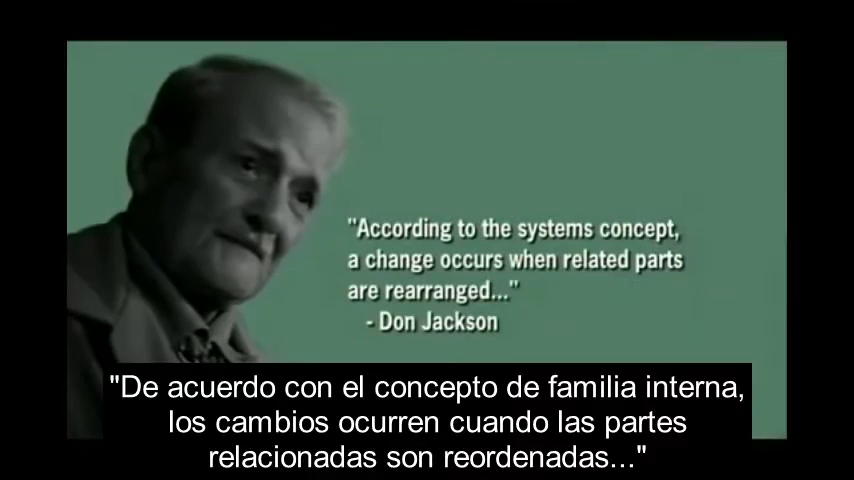 "According to the systems concept,
a change occurs when related parts
are rearranged..."
- Don Jackson
"De acuerdo con el concepto de familia interna,
los cambios ocurren cuando las partes
relacionadas son reordenadas..."